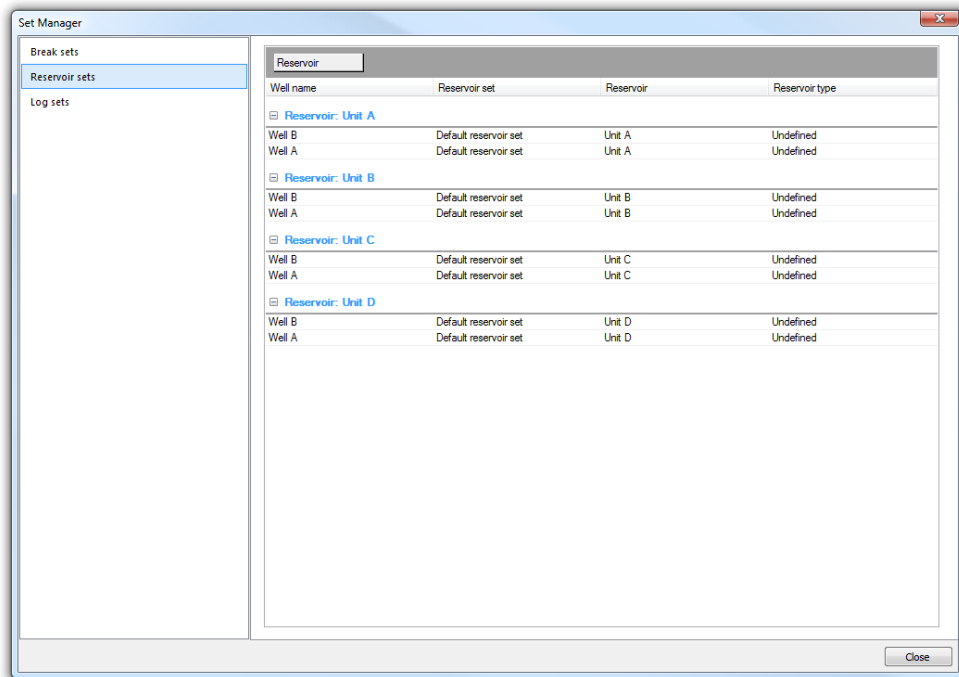 Set Manager
Break sets
Reservoir sets
Log sets
Reservoir
Well name Reservoir set Reservoir Reservoir type
Reservoir: Unit A
Well B Default reservoir set Unit A Undefined
Well A Default reservoir set Unit A Undefined
Reservoir: Unit B
Well B Default reservoir set Unit B Undefined
Well A Default reservoir set Unit B Undefined
Reservoir: Unit C
Well B Default reservoir set Unit C Undefined
Well A Default reservoir set Unit C Undefined
Reservoir: Unit D
Well B Default reservoir set Unit D Undefined
Well A Default reservoir set Unit D Undefined
Close